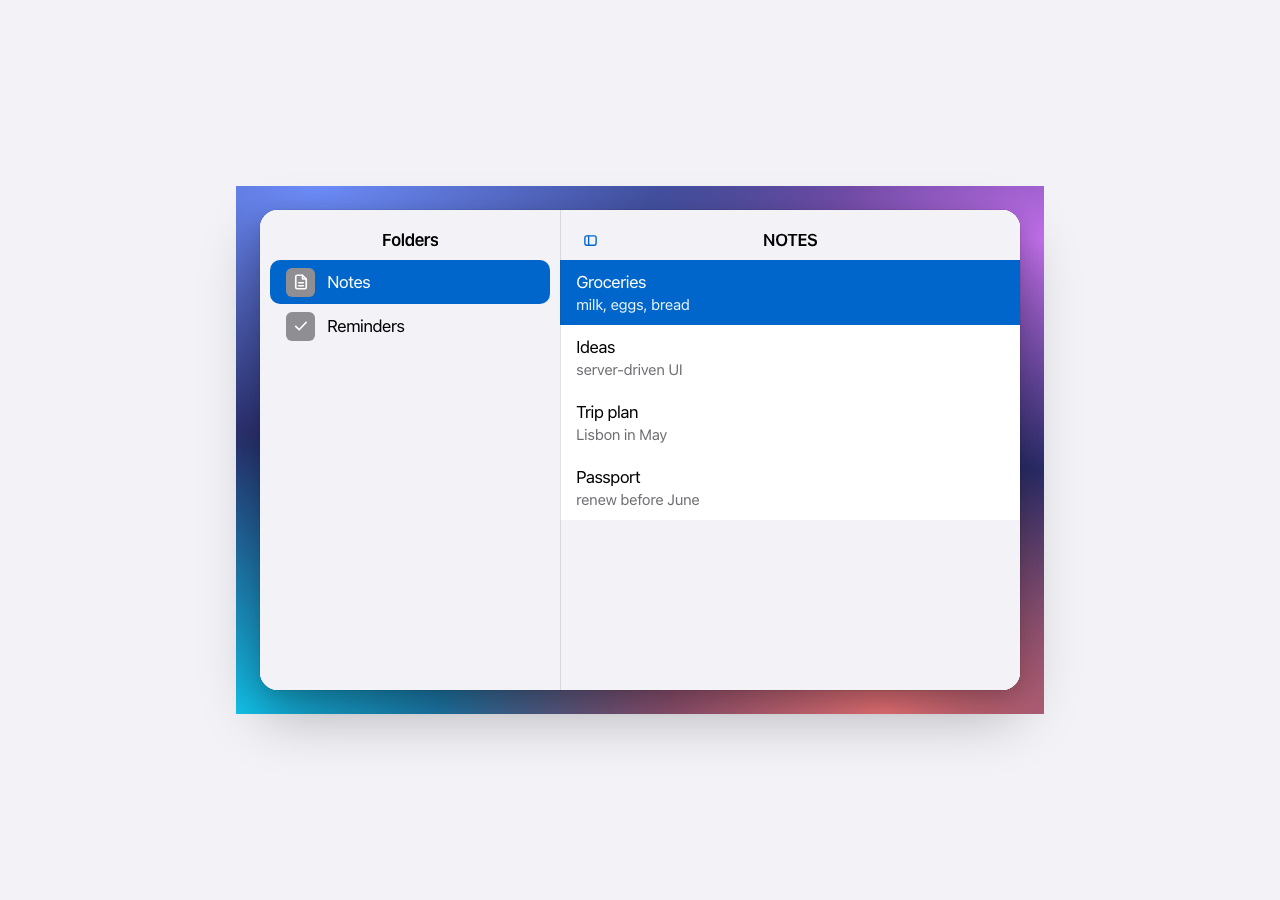 Folders
Notes
Reminders
NOTES
Groceries
milk, eggs, bread
Ideas
server-driven UI
Trip plan
Lisbon in May
Passport
renew before June